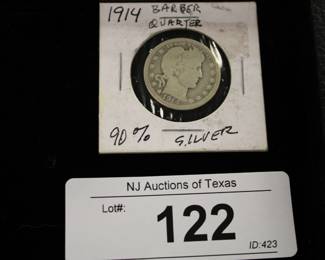 1914 BARBER
QUARTER
90% SILVER
NJ Auctions of Texas
Lot#:
122
ID:423